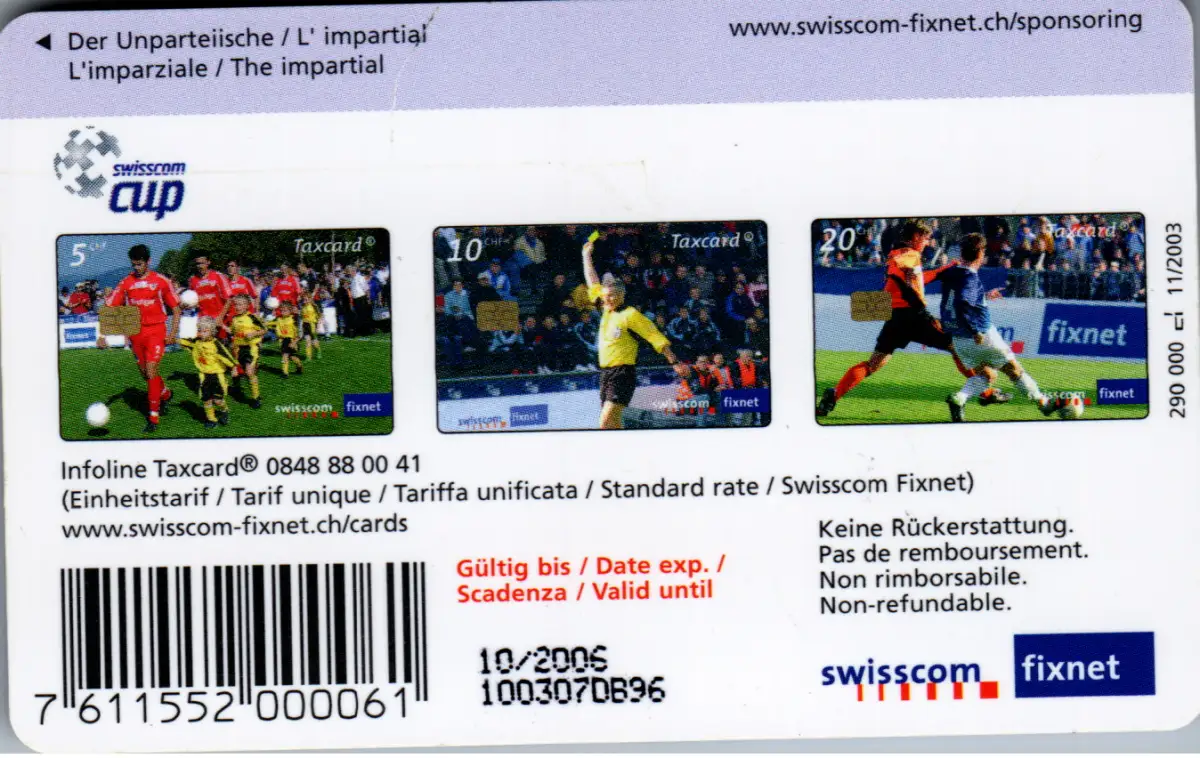 ◄ Der Unparteiische / L' impartial
L'imparziale / The impartial
www.swisscom-fixnet.ch/sponsoring
swisscom
cup
5 CHF Taxcard®
fixnet
swisscom fixnet
10 CHF Taxcard®
swisscom fixnet
swisscom fixnet
20 CHF Taxcard®
fixnet
swisscom fixnet
290 000 11/2003
Infoline Taxcard® 0848 88 00 41
(Einheitstarif / Tarif unique / Tariffa unificata / Standard rate / Swisscom Fixnet)
www.swisscom-fixnet.ch/cards
Gültig bis / Date exp. /
Scadenza / Valid until
10/2006
1003070896
Keine Rückerstattung.
Pas de remboursement.
Non rimborsabile.
Non-refundable.
swisscom fixnet
7 611552 000061